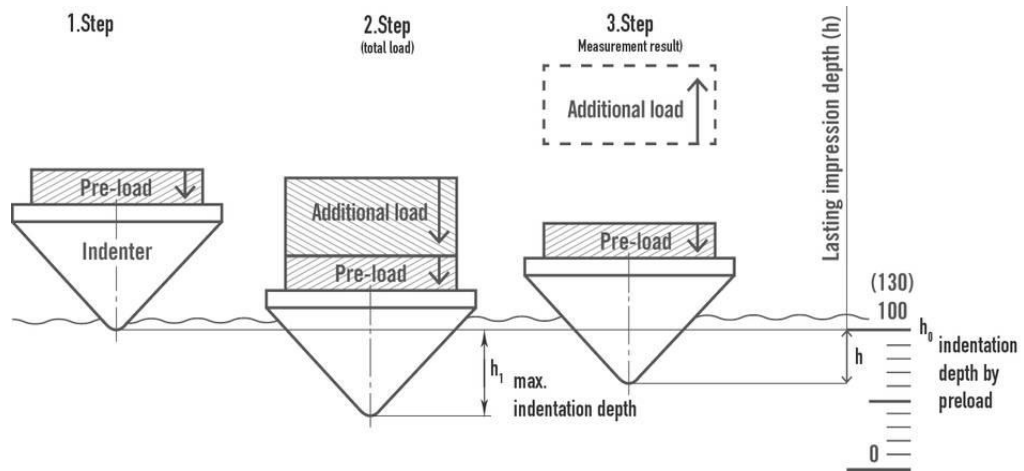 1.Step
Pre-load
Indenter
2.Step
(total load)
Additional load
Pre-load
h₁ max.
indentation depth
3.Step
Measurement result)
Additional load
Pre-load
Lasting impression depth (h)
h
(130)
100
0
h₀ indentation
depth by
preload